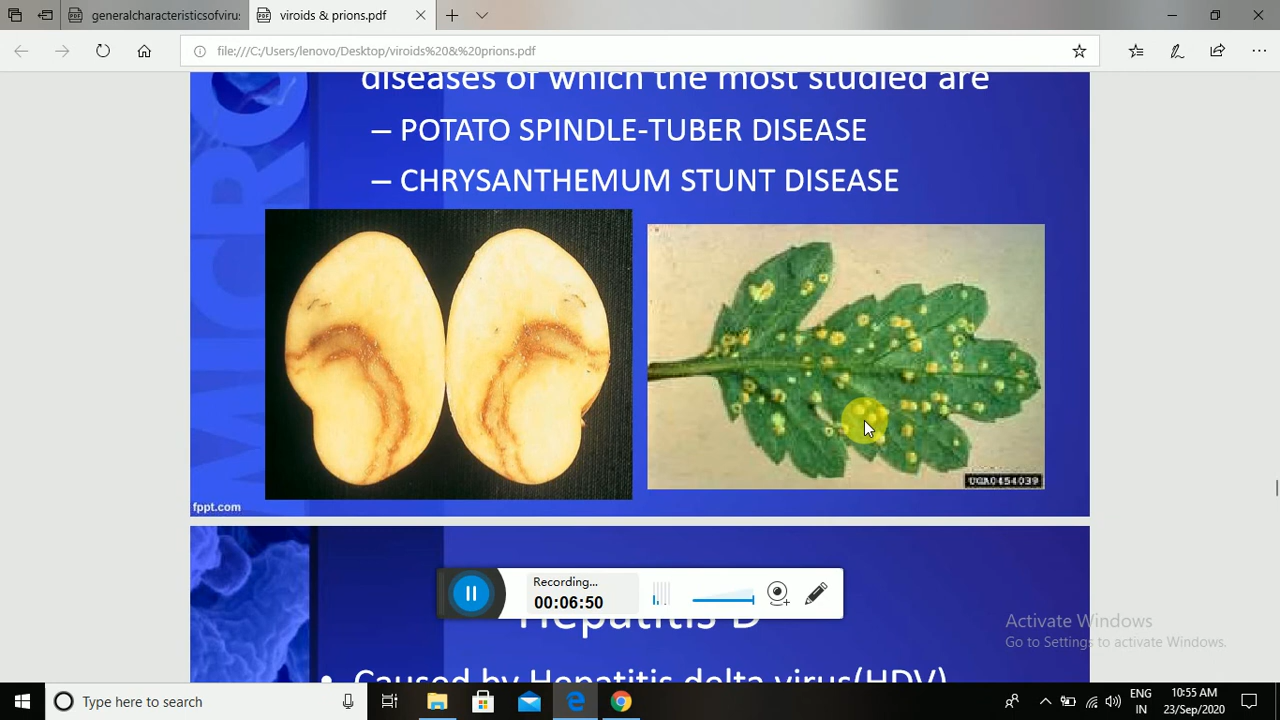 generalcharacteristicsofvirus
viroids & prions.pdf
file:///C:/Users/lenovo/Desktop/viroids%20&%20prions.pdf
diseases of which the most studied are
– POTATO SPINDLE-TUBER DISEASE
– CHRYSANTHEMUM STUNT DISEASE
MICRO
UGA0454039
fppt.com
Recording...
00:06:50
Hepatitis D
• Caused by Hepatitis delta virus(HDV)
Activate Windows
Go to Settings to activate Windows.
Type here to search
ENG
IN
10:55 AM
23/Sep/2020